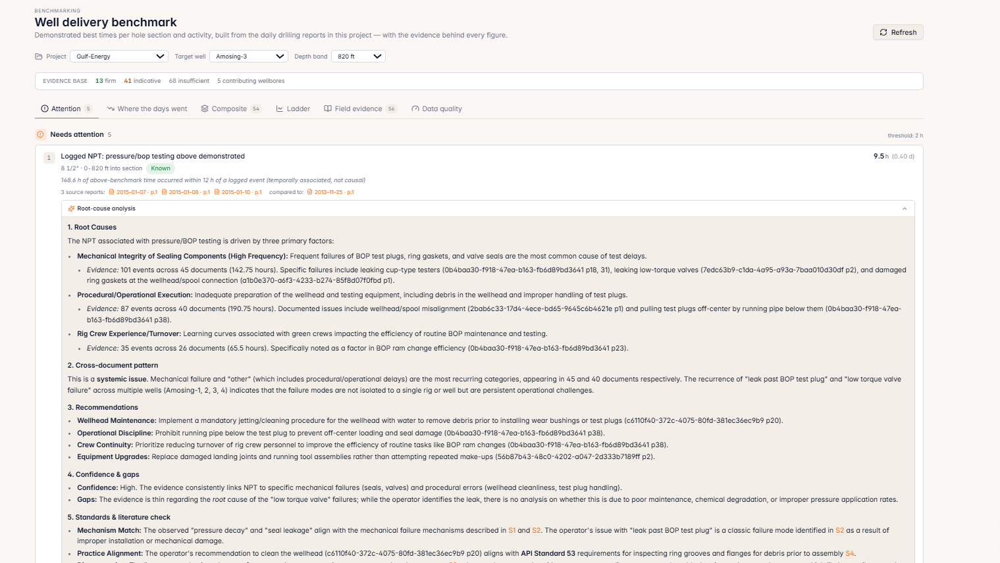 BENCHMARKING
Well delivery benchmark
Demonstrated best times per hole section and activity, built from the daily drilling reports in this project — with the evidence behind every figure.
Refresh
Project Gulf-Energy Target well Amosing-3 Depth band 820 ft
EVIDENCE BASE 13 firm 41 indicative 68 insufficient 5 contributing wellbores
Attention 5 Where the days went Composite 54 Ladder Field evidence 56 Data quality
Needs attention 5
threshold: 2 h
1 Logged NPT: pressure/bop testing above demonstrated 9.5 h (0.40 d)
8 1/2" · 0-820 ft into section Known
148.6 h of above-benchmark time occurred within 12 h of a logged event (temporally associated, not causal)
3 source reports: 2015-01-07 · p.1 2015-01-08 · p.1 2015-01-10 · p.1 compared to: 2013-11-25 · p.1
Root-cause analysis
1. Root Causes
The NPT associated with pressure/BOP testing is driven by three primary factors:
• Mechanical Integrity of Sealing Components (High Frequency): Frequent failures of BOP test plugs, ring gaskets, and valve seals are the most common cause of test delays.
• Evidence: 101 events across 45 documents (142.75 hours). Specific failures include leaking cup-type testers (0b4baa30-f918-47ea-b163-fb6d89bd3641 p18, 31), leaking low-torque valves (7edc63b9-c1da-4a95-a93a-7baa010d30df p2), and damaged
ring gaskets at the wellhead/spool connection (a1b0e370-a6f3-4233-b274-85f8d07f0fbd p1).
• Procedural/Operational Execution: Inadequate preparation of the wellhead and testing equipment, including debris in the wellhead and improper handling of test plugs.
• Evidence: 87 events across 40 documents (190.75 hours). Documented issues include wellhead/spool misalignment (2bab6c33-17d4-4ece-bd65-9645c6b4621e p1) and pulling test plugs off-center by running pipe below them (0b4baa30-f918-47ea-
b163-fb6d89bd3641 p38).
• Rig Crew Experience/Turnover: Learning curves associated with green crews impacting the efficiency of routine BOP maintenance and testing.
• Evidence: 35 events across 26 documents (65.5 hours). Specifically noted as a factor in BOP ram change efficiency (0b4baa30-f918-47ea-b163-fb6d89bd3641 p23).
2. Cross-document pattern
This is a systemic issue. Mechanical failure and "other" (which includes procedural/operational delays) are the most recurring categories, appearing in 45 and 40 documents respectively. The recurrence of "leak past BOP test plug" and "low torque valve
failure" across multiple wells (Amosing-1, 2, 3, 4) indicates that the failure modes are not isolated to a single rig or well but are persistent operational challenges.
3. Recommendations
• Wellhead Maintenance: Implement a mandatory jetting/cleaning procedure for the wellhead with water to remove debris prior to installing wear bushings or test plugs (c6110f40-372c-4075-80fd-381ec36ec9b9 p20).
• Operational Discipline: Prohibit running pipe below the test plug to prevent off-center loading and seal damage (0b4baa30-f918-47ea-b163-fb6d89bd3641 p38).
• Crew Continuity: Prioritize reducing turnover of rig crew personnel to improve the efficiency of routine tasks like BOP ram changes (0b4baa30-f918-47ea-b163-fb6d89bd3641 p38).
• Equipment Upgrades: Replace damaged landing joints and running tool assemblies rather than attempting repeated make-ups (56b87b43-48c0-4202-a047-2d333b7189ff p2).
4. Confidence & gaps
• Confidence: High. The evidence consistently links NPT to specific mechanical failures (seals, valves) and procedural errors (wellhead cleanliness, test plug handling).
• Gaps: The evidence is thin regarding the root cause of the "low torque valve" failures; while the operator identifies the leak, there is no analysis on whether this is due to poor maintenance, chemical degradation, or improper pressure application rates.
5. Standards & literature check
• Mechanism Match: The observed "pressure decay" and "seal leakage" align with the mechanical failure mechanisms described in S1 and S2. The operator's issue with "leak past BOP test plug" is a classic failure mode identified in S2 as a result of
improper installation or mechanical damage.
• Practice Alignment: The operator's recommendation to clean the wellhead (c6110f40-372c-4075-80fd-381ec36ec9b9 p20) aligns with API Standard 53 requirements for inspecting ring grooves and flanges for debris prior to assembly S4.